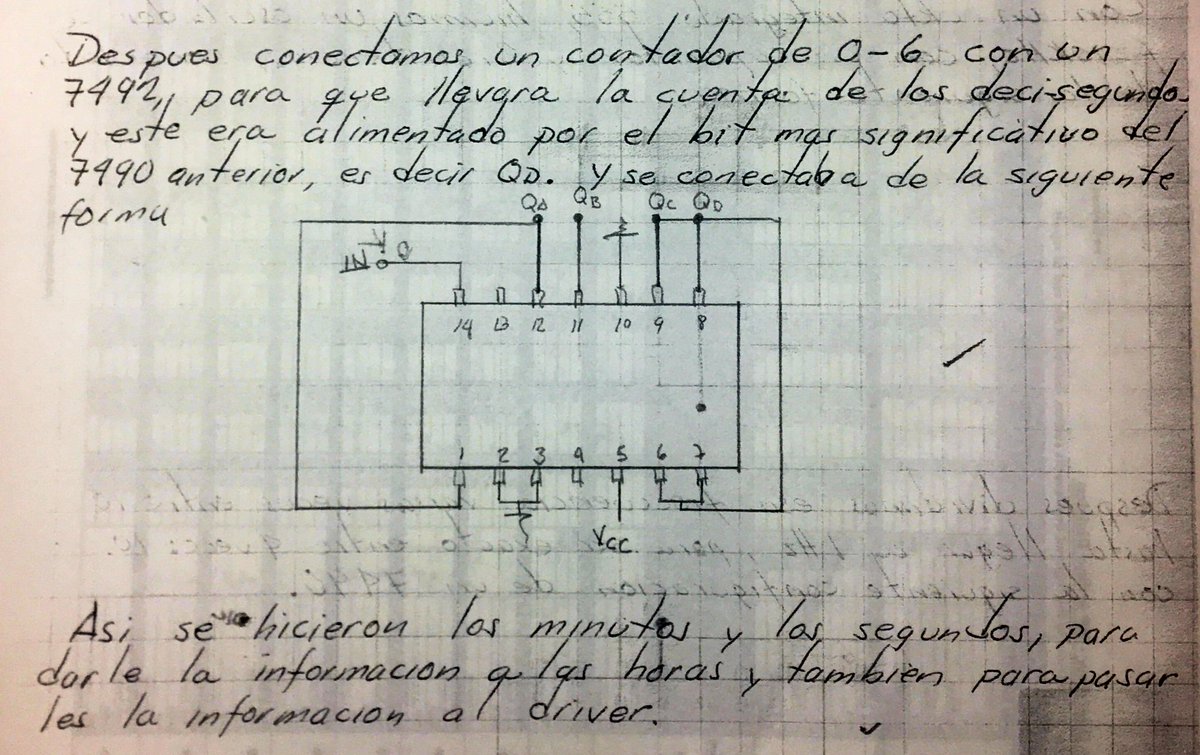 Despues conectamos un contador de 0-6 con un
7492, para que llevara la cuenta de los deci-segundo
y este era alimentado por el bit mas significativo del
7490 anterior, es decir QD. y se conectaba de la siguiente
forma
QA QB QC QD
IN
14 13 12 11 10 9 8
1 2 3 4 5 6 7
VCC
Asi se hicieron los minutos y los segundos, para
darle la informacion a las horas y tambien para pasar
les la informacion al driver.